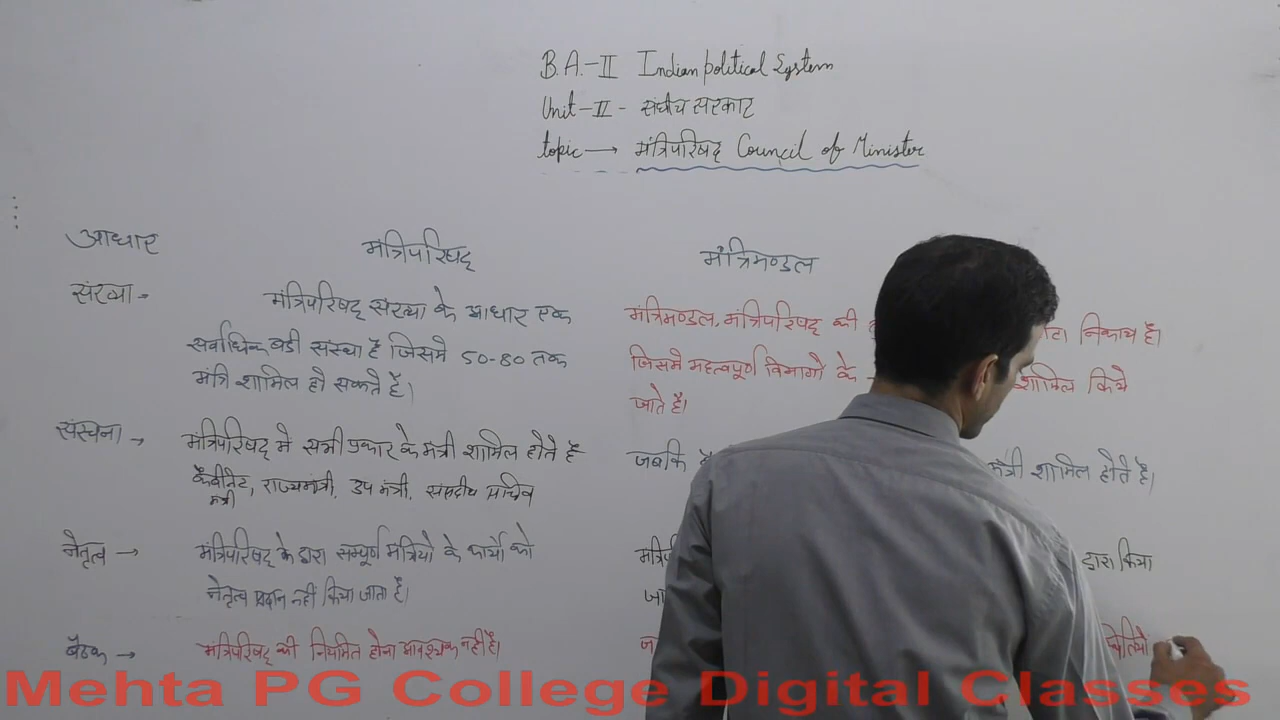 B.A.-II Indian political System
Unit-II - संघीय सरकार
topic → मंत्रिपरिषद् Council of Minister
आधार मंत्रिपरिषद् मंत्रिमण्डल
संख्या - मंत्रिपरिषद् संख्या के आधार एक
सर्वाधिक बडी संस्था है जिसमे 50-80 तक
मंत्रि शामिल हो सकते है।
मंत्रिमण्डल, मंत्रिपरिषद् की निकाय है।
जिसमे महत्वपूर्ण विभागो के शामिल किये
जाते है।
संरचना → मंत्रिपरिषद् मे सभी प्रकार के मंत्री शामिल होते है
कैबीनेट मंत्री, राज्यमंत्री, उप मंत्री, संसदीय सचिव
जबकि मंत्री शामिल होते है।
नेतृत्व → मंत्रिपरिषद् के द्वारा सम्पूर्ण मंत्रियो के कार्यो को
नेतृत्व प्रदान नही किया जाता है।
द्वारा किया
बैठक → मंत्रिपरिषद् की नियमित होना आवश्यक नही है।
Mehta PG College Digital Classes